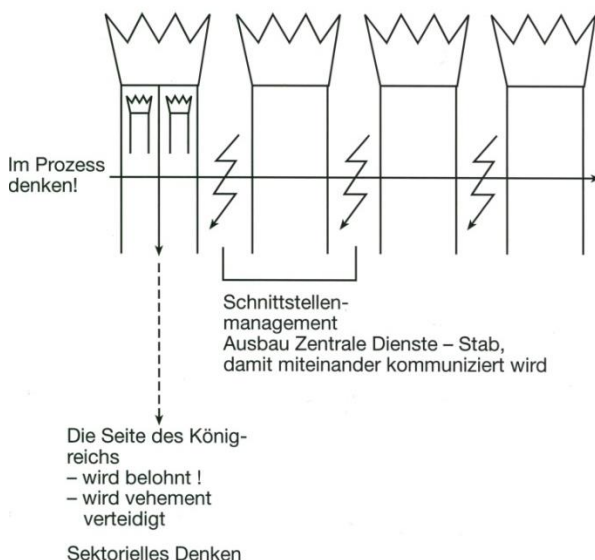 Im Prozess
denken!
Schnittstellen-
management
Ausbau Zentrale Dienste – Stab,
damit miteinander kommuniziert wird
Die Seite des König-
reichs
– wird belohnt !
– wird vehement
verteidigt
Sektorielles Denken